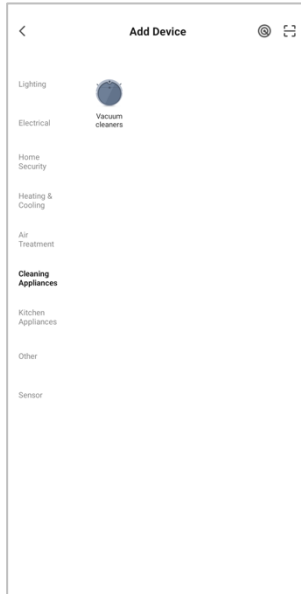 Add Device
Lighting
Electrical
Home
Security
Heating &
Cooling
Air
Treatment
Cleaning
Appliances
Kitchen
Appliances
Other
Sensor
Vacuum
cleaners